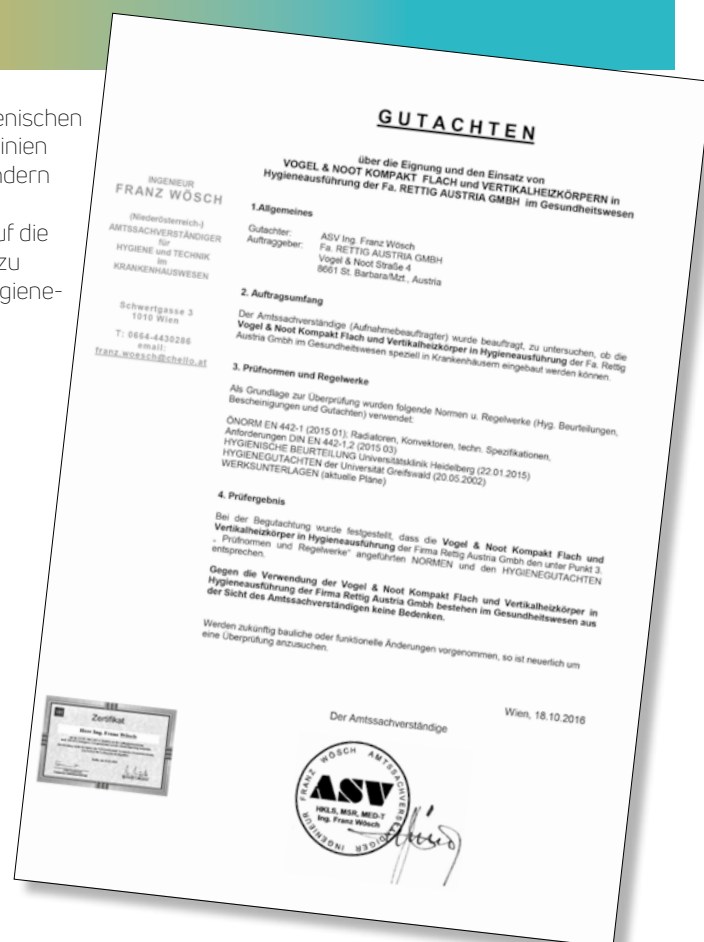 enischen
inien
ndern
uf die
zu
giene-
GUTACHTEN
über die Eignung und den Einsatz von
VOGEL & NOOT KOMPAKT FLACH und VERTIKALHEIZKÖRPERN in
Hygieneausführung der Fa. RETTIG AUSTRIA GMBH im Gesundheitswesen
INGENIEUR
FRANZ WÖSCH
(Niederösterreich-)
AMTSSACHVERSTÄNDIGER
für
HYGIENE und TECHNIK
im
KRANKENHAUSWESEN
Schwertgasse 3
1010 Wien
T: 0664-4430286
email:
franz.woesch@chello.at
1.Allgemeines
Gutachter: ASV Ing. Franz Wösch
Auftraggeber: Fa. RETTIG AUSTRIA GMBH
Vogel & Noot Straße 4
8661 St. Barbara/Mzt., Austria
2. Auftragsumfang
Der Amtssachverständige (Aufnahmebeauftragter) wurde beauftragt, zu untersuchen, ob die
Vogel & Noot Kompakt Flach und Vertikalheizkörper in Hygieneausführung der Fa. Rettig
Austria Gmbh im Gesundheitswesen speziell in Krankenhäusern eingebaut werden können.
3. Prüfnormen und Regelwerke
Als Grundlage zur Überprüfung wurden folgende Normen u. Regelwerke (Hyg. Beurteilungen,
Bescheinigungen und Gutachten) verwendet:
ÖNORM EN 442-1 (2015 01); Radiatoren, Konvektoren, techn. Spezifikationen,
Anforderungen DIN EN 442-1,2 (2015 03)
HYGIENISCHE BEURTEILUNG Universitätsklinik Heidelberg (22.01.2015)
HYGIENEGUTACHTEN der Universität Greifswald (20.05.2002)
WERKSUNTERLAGEN (aktuelle Pläne)
4. Prüfergebnis
Bei der Begutachtung wurde festgestellt, dass die Vogel & Noot Kompakt Flach und
Vertikalheizkörper in Hygieneausführung der Firma Rettig Austria Gmbh den unter Punkt 3.
„ Prüfnormen und Regelwerke“ angeführten NORMEN und den HYGIENEGUTACHTEN
entsprechen.
Gegen die Verwendung der Vogel & Noot Kompakt Flach und Vertikalheizkörper in
Hygieneausführung der Firma Rettig Austria Gmbh bestehen im Gesundheitswesen aus
der Sicht des Amtssachverständigen keine Bedenken.
Werden zukünftig bauliche oder funktionelle Änderungen vorgenommen, so ist neuerlich um
eine Überprüfung anzusuchen.
Wien, 18.10.2016
Der Amtssachverständige
Zertifikat
Herr Ing. Franz Wösch
INGENIEUR FRANZ WÖSCH AMTSSACHVERSTÄNDIGER
ASV
HKLS, MSR, MED-T
Ing. Franz Wösch